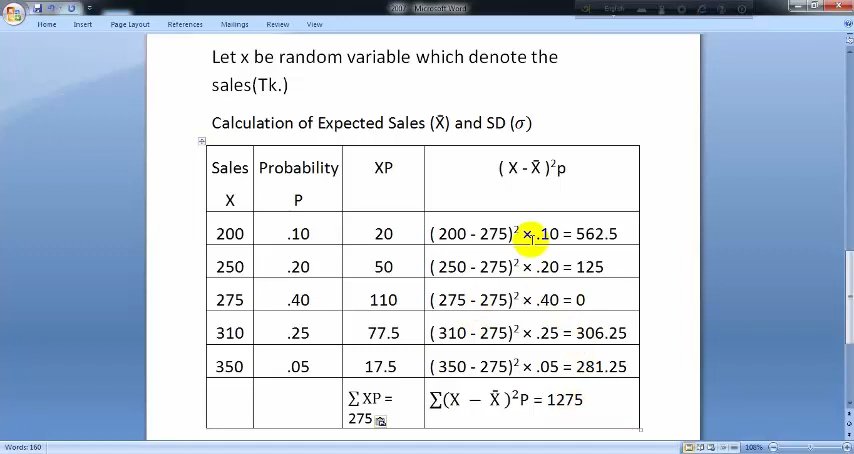 2007 - Microsoft Word
English
Home Insert Page Layout References Mailings Review View
Let x be random variable which denote the
sales(Tk.)
Calculation of Expected Sales (X̄) and SD (σ)
Sales X Probability P XP ( X - X̄ )²p
200 .10 20 ( 200 - 275)² × .10 = 562.5
250 .20 50 ( 250 - 275)² × .20 = 125
275 .40 110 ( 275 - 275)² × .40 = 0
310 .25 77.5 ( 310 - 275)² × .25 = 306.25
350 .05 17.5 ( 350 - 275)² × .05 = 281.25
∑ XP = 275 ∑(X − X̄ )²P = 1275
Words: 160 108%